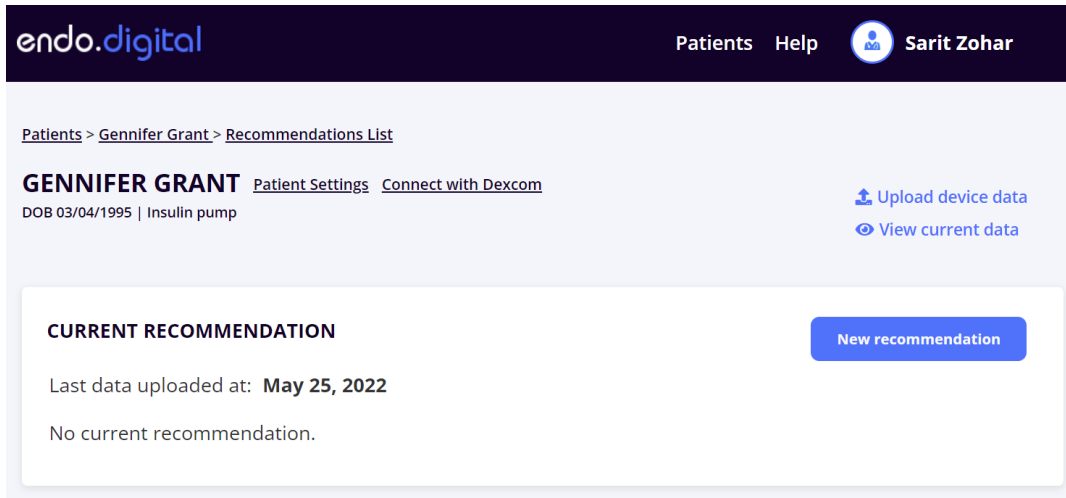 endo.digital
Patients Help Sarit Zohar
Patients > Gennifer Grant > Recommendations List
GENNIFER GRANT Patient Settings Connect with Dexcom
DOB 03/04/1995 | Insulin pump
Upload device data
View current data
CURRENT RECOMMENDATION
New recommendation
Last data uploaded at: May 25, 2022
No current recommendation.